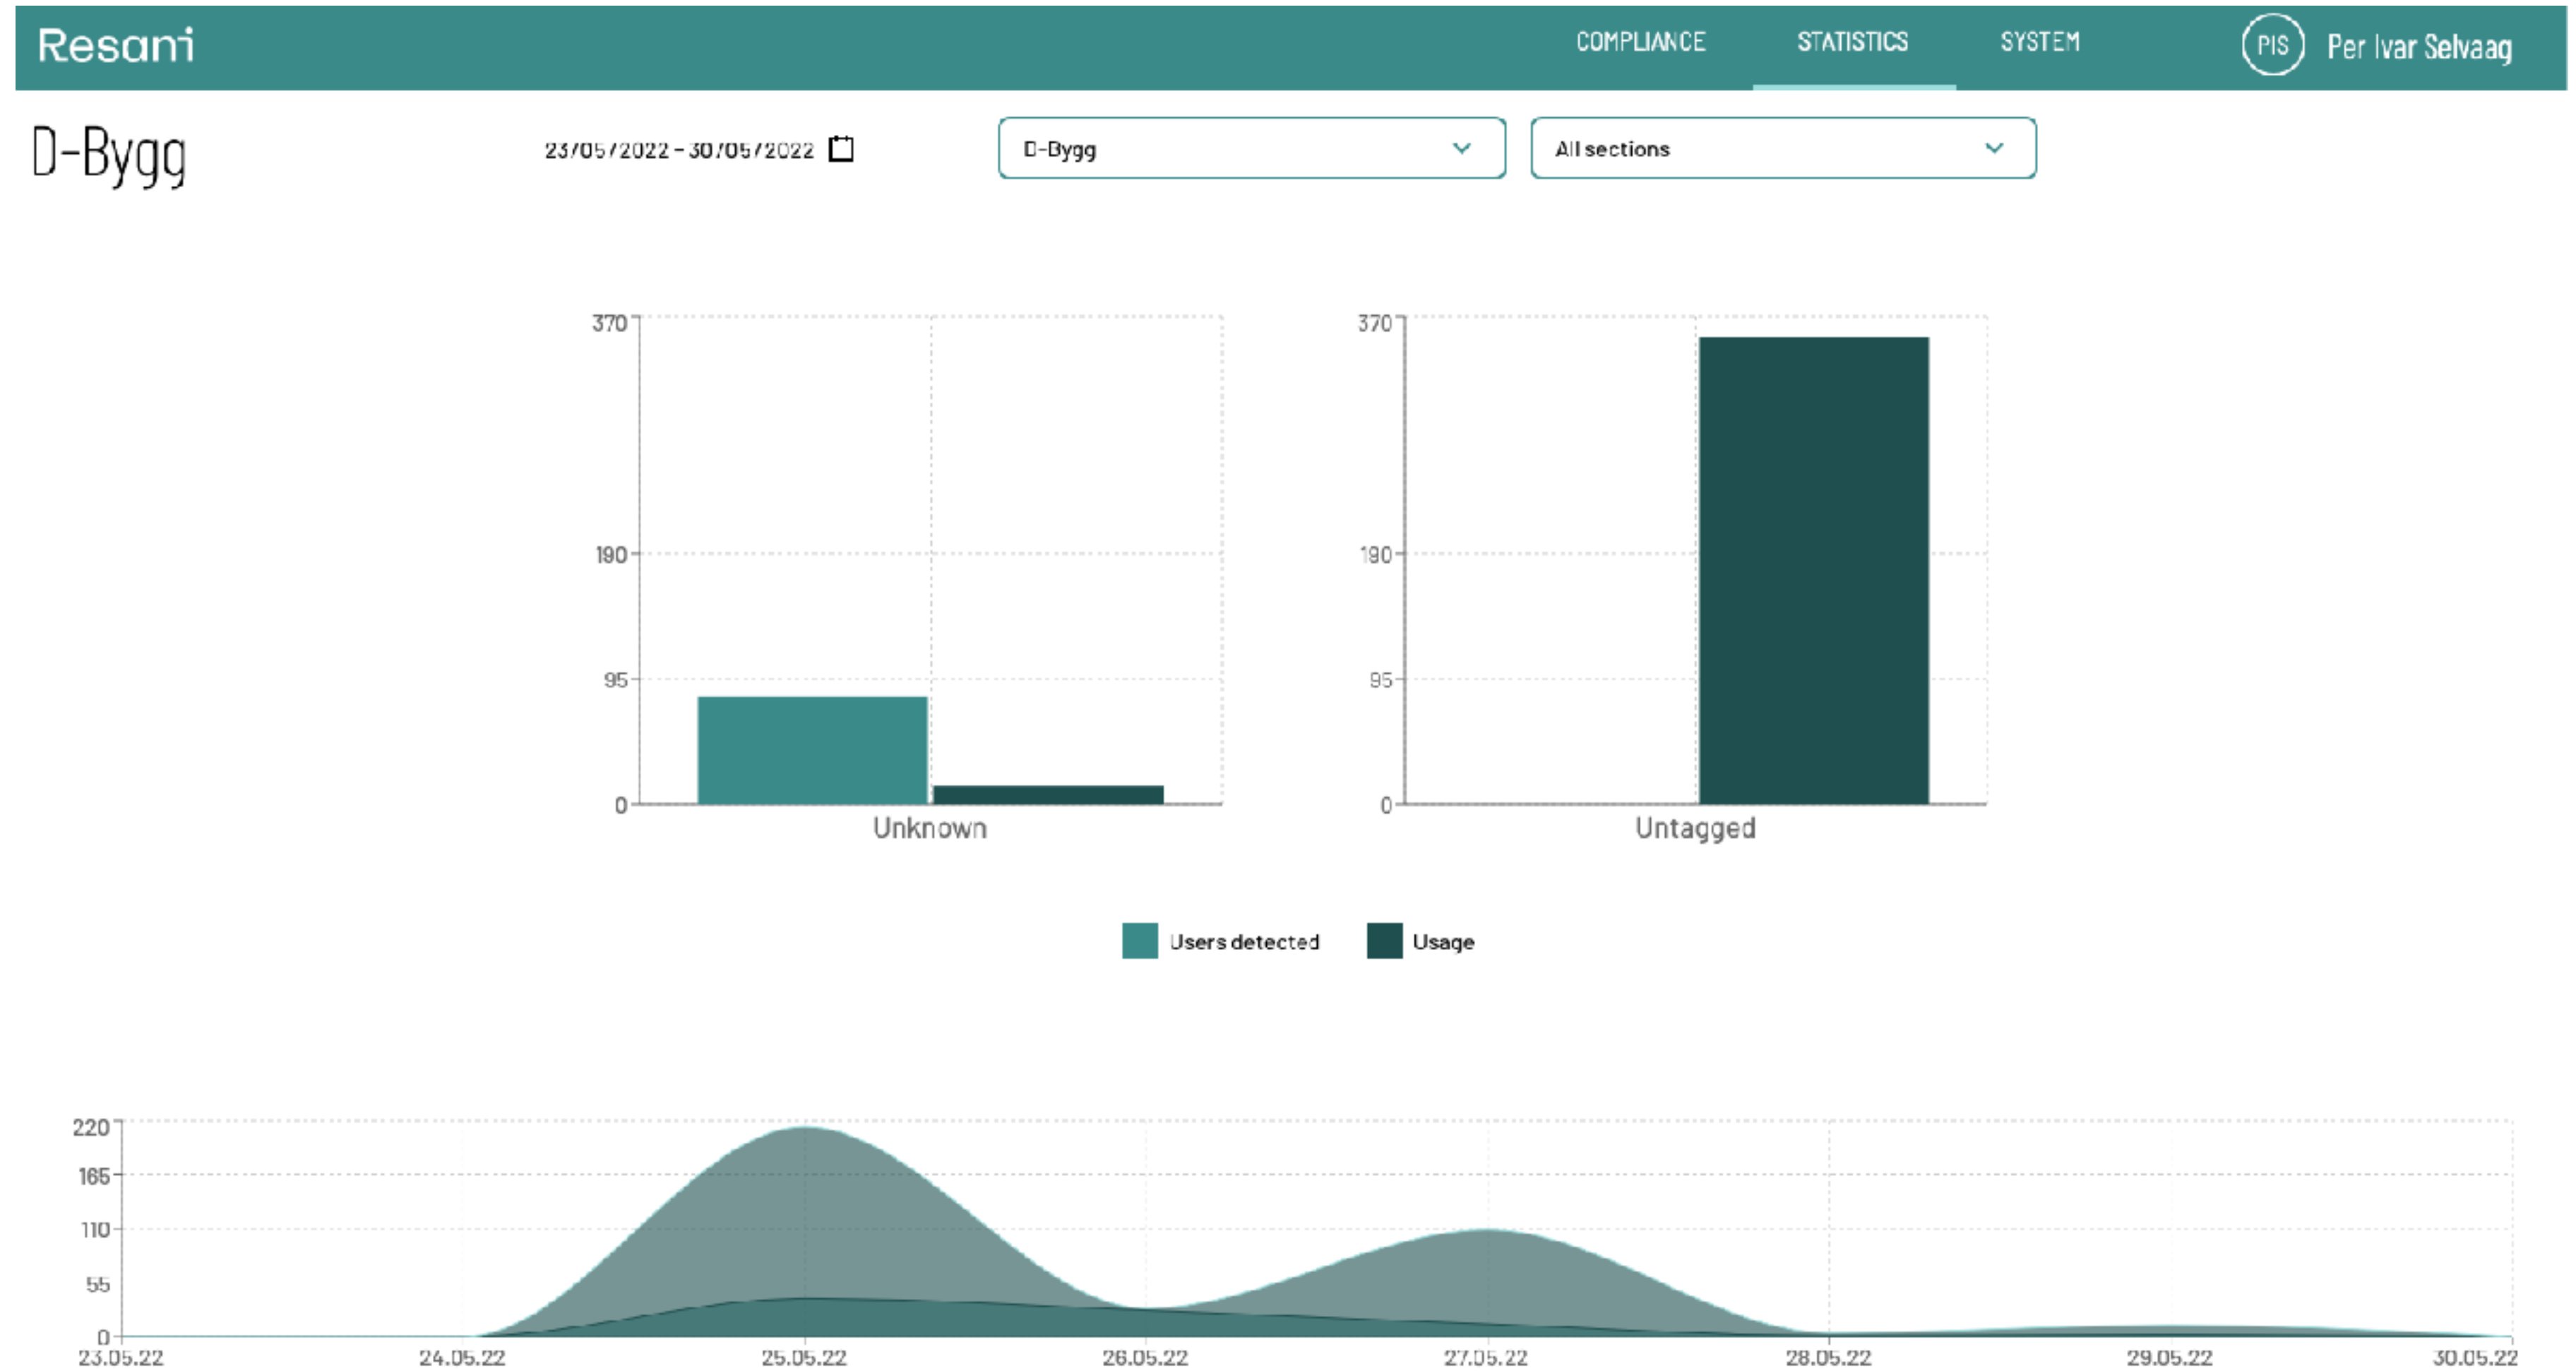 Resani
COMPLIANCE STATISTICS SYSTEM PIS Per Ivar Selvaag
D-Bygg
23/05/2022 - 30/05/2022
D-Bygg
All sections
370
190
95
0
Unknown
370
190
95
0
Untagged
Users detected Usage
220
165
110
55
0
23.05.22 24.05.22 25.05.22 26.05.22 27.05.22 28.05.22 29.05.22 30.05.22